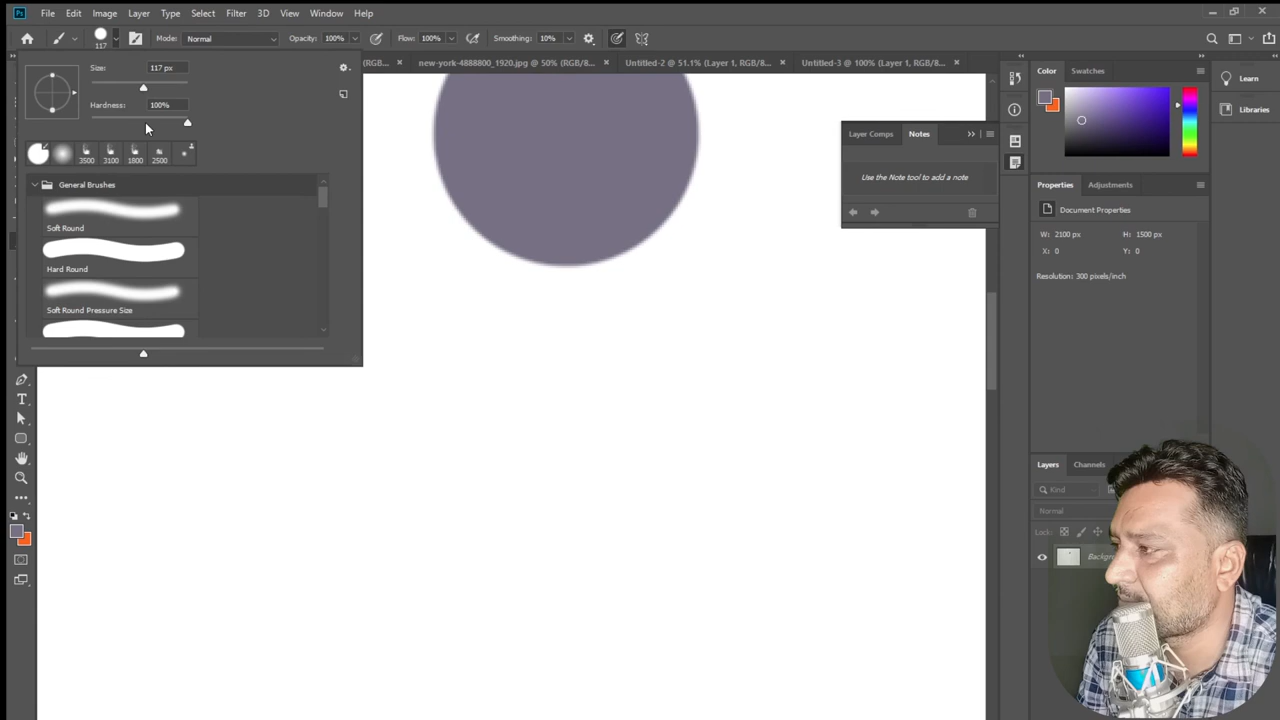 Ps File Edit Image Layer Type Select Filter 3D View Window Help
117 Mode: Normal Opacity: 100% Flow: 100% Smoothing: 10%
(RGB... × new-york-4888800_1920.jpg @ 50% (RGB/8... × Untitled-2 @ 51.1% (Layer 1, RGB/8... × Untitled-3 @ 100% (Layer 1, RGB/8... ×
Size: 117 px
Hardness: 100%
3500 3100 1800 2500
General Brushes
Soft Round
Hard Round
Soft Round Pressure Size
Layer Comps Notes
Use the Note tool to add a note
Color Swatches
Learn
Libraries
Properties Adjustments
Document Properties
W: 2100 px H: 1500 px
X: 0 Y: 0
Resolution: 300 pixels/inch
Layers Channels
Kind
Normal
Lock: